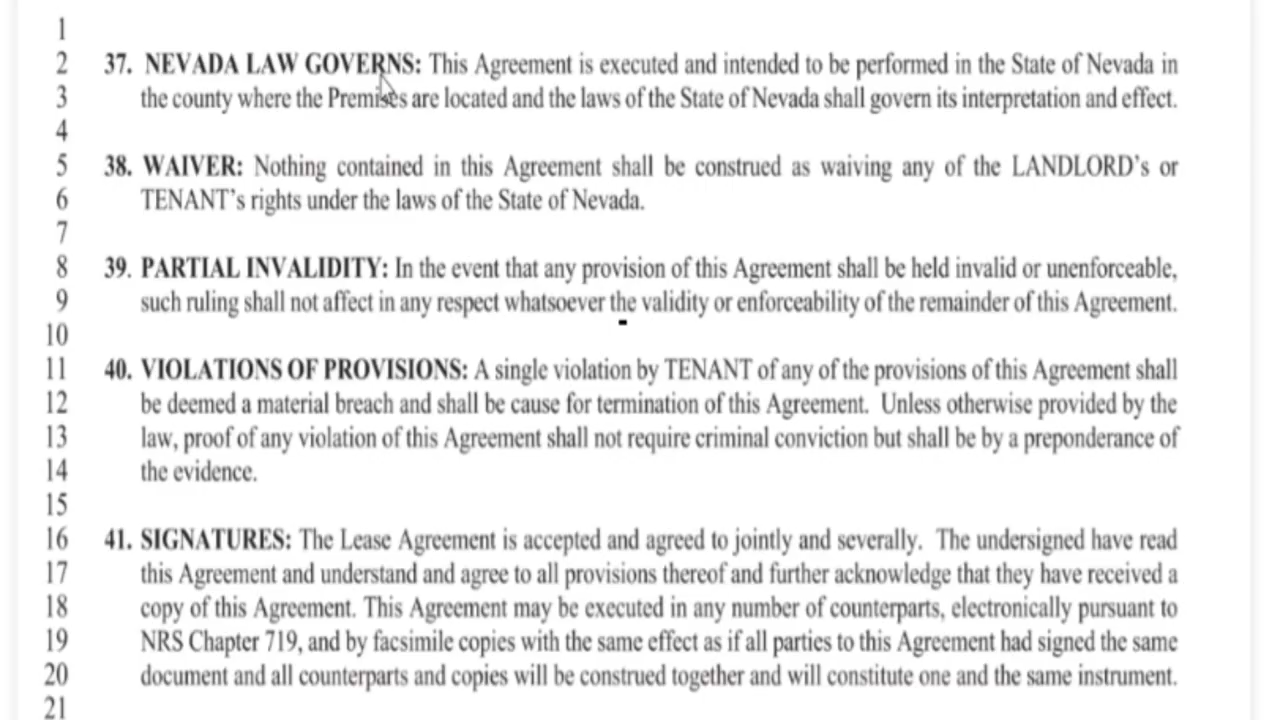 1
2 37. NEVADA LAW GOVERNS: This Agreement is executed and intended to be performed in the State of Nevada in
3 the county where the Premises are located and the laws of the State of Nevada shall govern its interpretation and effect.
4
5 38. WAIVER: Nothing contained in this Agreement shall be construed as waiving any of the LANDLORD's or
6 TENANT's rights under the laws of the State of Nevada.
7
8 39. PARTIAL INVALIDITY: In the event that any provision of this Agreement shall be held invalid or unenforceable,
9 such ruling shall not affect in any respect whatsoever the validity or enforceability of the remainder of this Agreement.
10
11 40. VIOLATIONS OF PROVISIONS: A single violation by TENANT of any of the provisions of this Agreement shall
12 be deemed a material breach and shall be cause for termination of this Agreement. Unless otherwise provided by the
13 law, proof of any violation of this Agreement shall not require criminal conviction but shall be by a preponderance of
14 the evidence.
15
16 41. SIGNATURES: The Lease Agreement is accepted and agreed to jointly and severally. The undersigned have read
17 this Agreement and understand and agree to all provisions thereof and further acknowledge that they have received a
18 copy of this Agreement. This Agreement may be executed in any number of counterparts, electronically pursuant to
19 NRS Chapter 719, and by facsimile copies with the same effect as if all parties to this Agreement had signed the same
20 document and all counterparts and copies will be construed together and will constitute one and the same instrument.
21